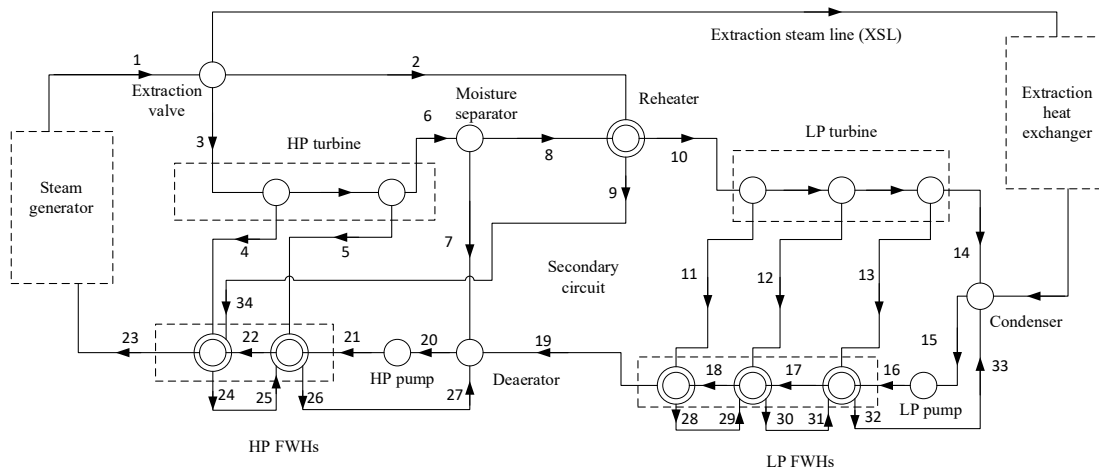 Extraction steam line (XSL)
1
2
Extraction
valve
Moisture
separator
Reheater
Extraction
heat
exchanger
3
HP turbine
6
8
10
LP turbine
9
Steam
generator
4
5
7
34
Secondary
circuit
11
12
13
14
Condenser
23
22
21
20
19
HP pump
Deaerator
18
17
16
15
33
LP pump
24
25
26
27
28
29
30
31
32
HP FWHs
LP FWHs